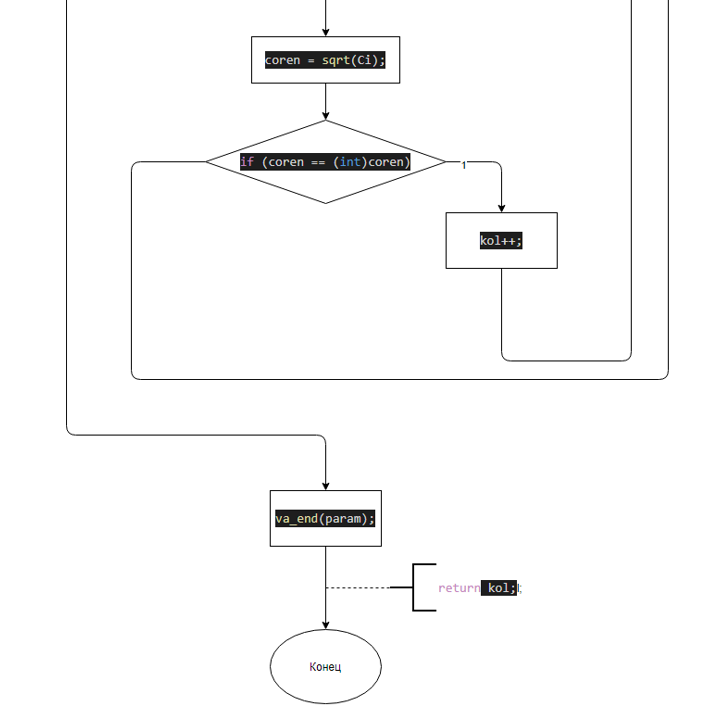 coren = sqrt(Ci);
if (coren == (int)coren)
1
kol++;
va_end(param);
return kol;;
Конец